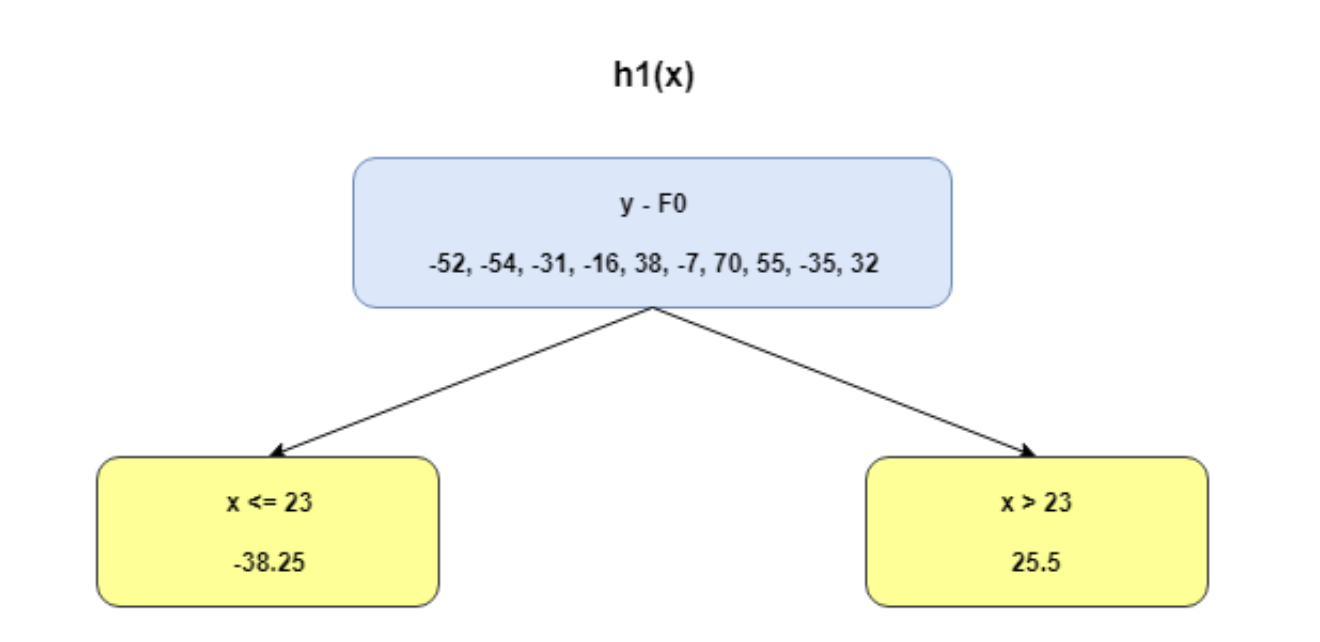 h1(x)
y - F0
-52, -54, -31, -16, 38, -7, 70, 55, -35, 32
x <= 23
-38.25
x > 23
25.5